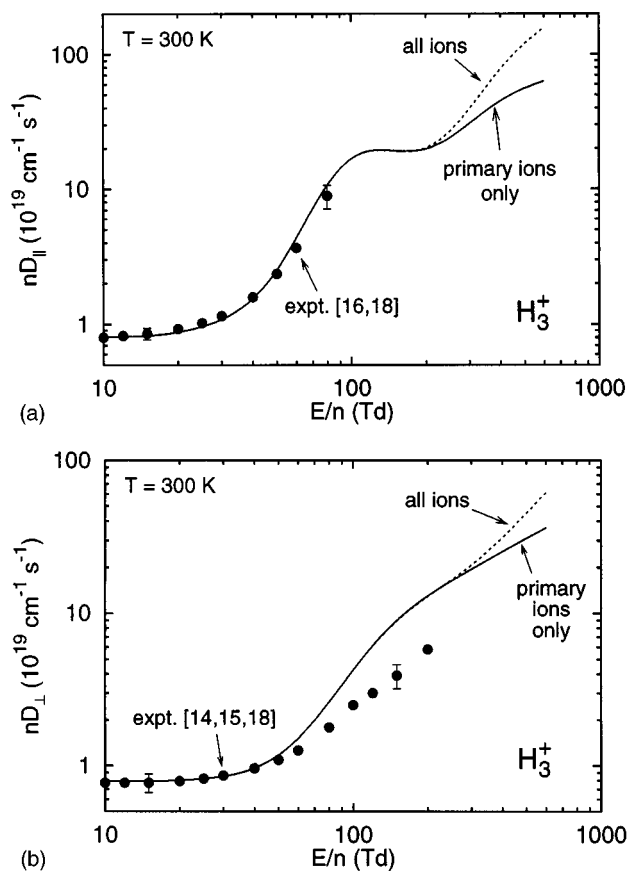 T = 300 K
all ions
primary ions
only
expt. [16,18]
H₃⁺
nD∥ (10¹⁹ cm⁻¹ s⁻¹)
100
10
1
10
100
1000
E/n (Td)
(a)
T = 300 K
all ions
primary
ions
only
expt. [14,15,18]
H₃⁺
nD⊥ (10¹⁹ cm⁻¹ s⁻¹)
100
10
1
10
100
1000
E/n (Td)
(b)